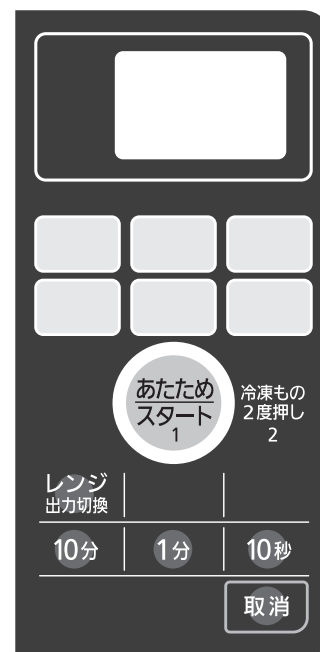 あたため
スタート
1
冷凍もの
2度押し
2
レンジ
出力切換
10分
1分
10秒
取消